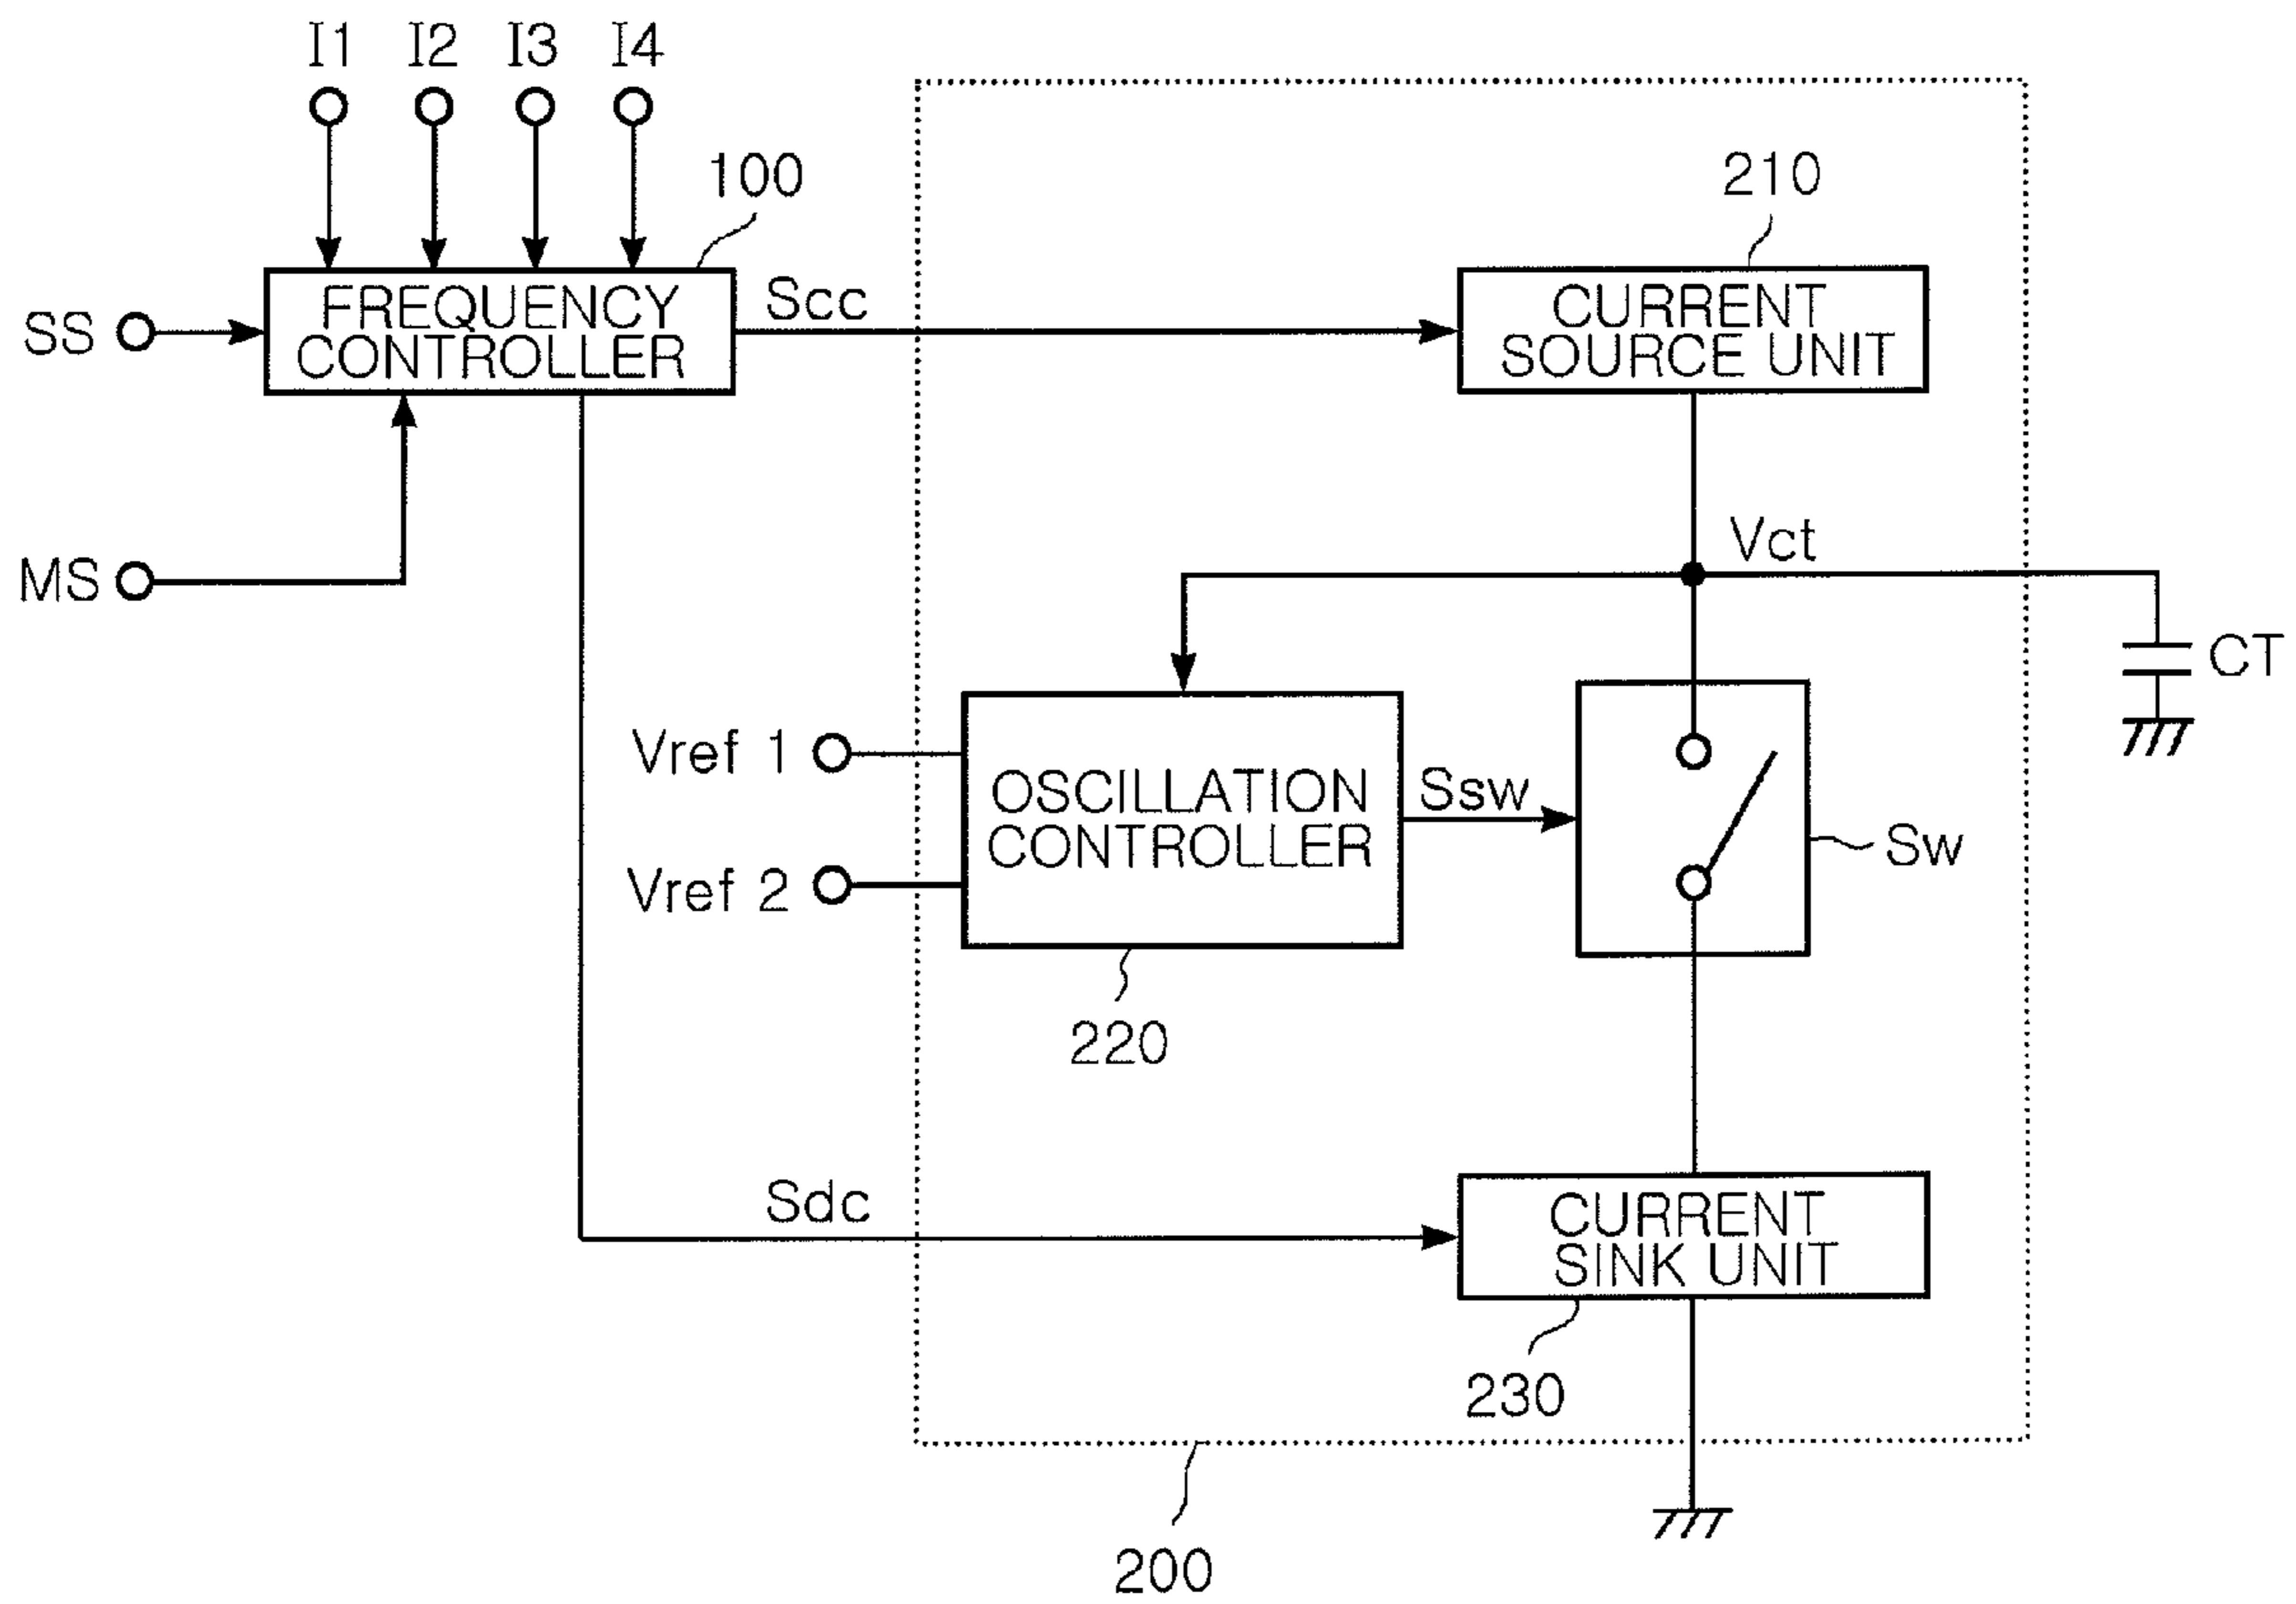 I1 I2 I3 I4
100
210
FREQUENCY
CONTROLLER
Scc
CURRENT
SOURCE UNIT
SS
MS
Vct
CT
Vref 1
Vref 2
OSCILLATION
CONTROLLER
Ssw
Sw
220
Sdc
CURRENT
SINK UNIT
230
200